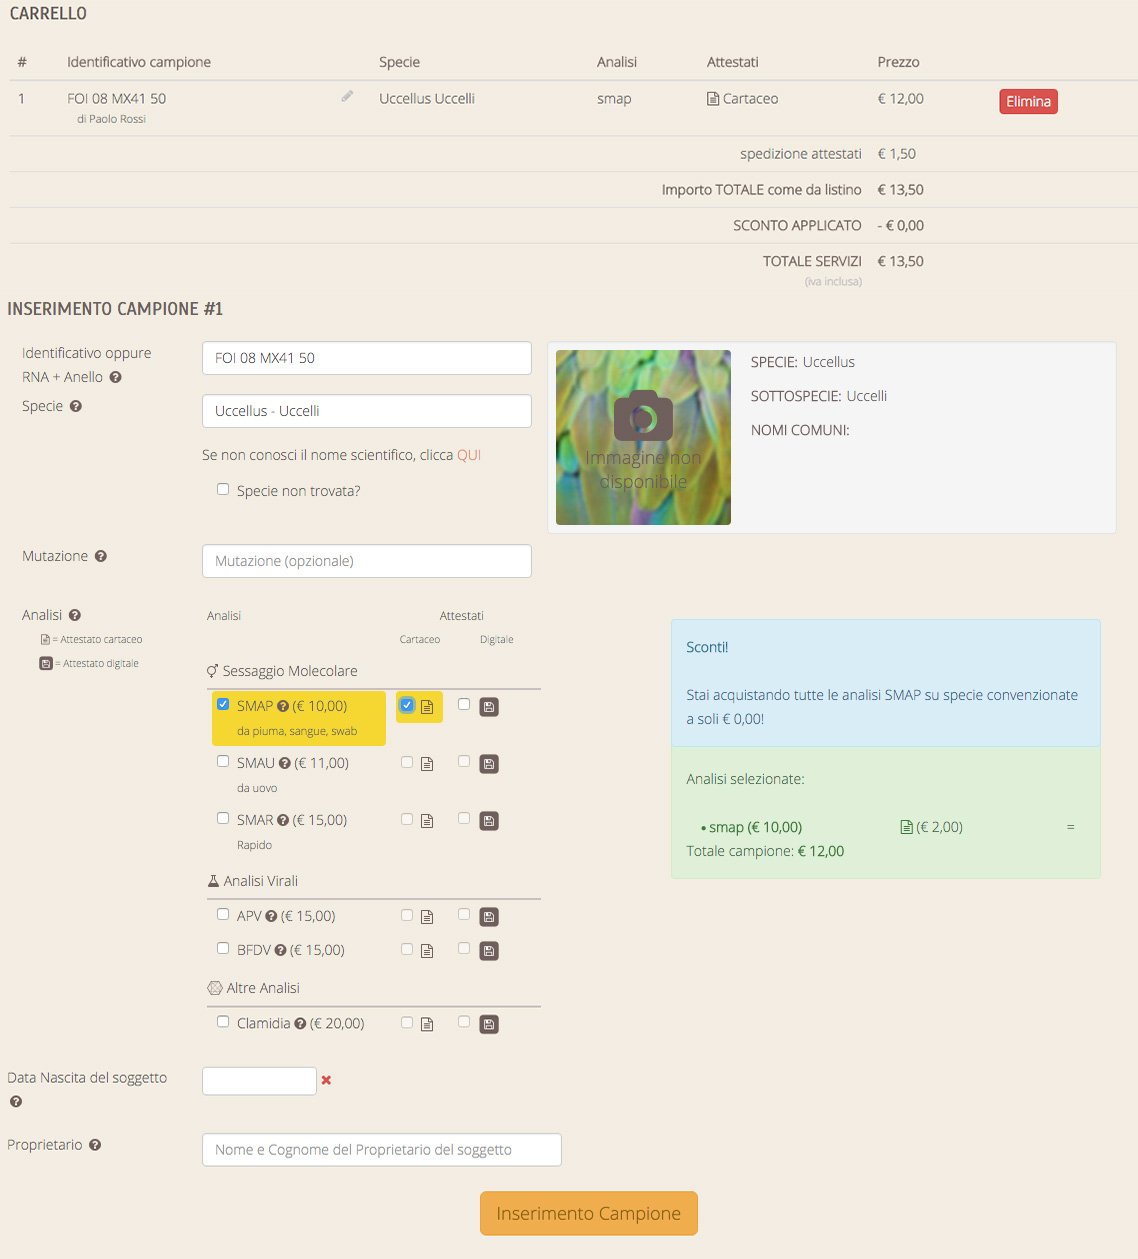 CARRELLO
# Identificativo campione Specie Analisi Attestati Prezzo
1 FOI 08 MX41 50 Uccellus Uccelli smap Cartaceo € 12,00 Elimina
di Paolo Rossi
spedizione attestati € 1,50
Importo TOTALE come da listino € 13,50
SCONTO APPLICATO - € 0,00
TOTALE SERVIZI € 13,50
(iva inclusa)
INSERIMENTO CAMPIONE #1
Identificativo oppure
RNA + Anello
FOI 08 MX41 50
Specie
Uccellus - Uccelli
Se non conosci il nome scientifico, clicca QUI
Specie non trovata?
Immagine non
disponibile
SPECIE: Uccellus
SOTTOSPECIE: Uccelli
NOMI COMUNI:
Mutazione
Mutazione (opzionale)
Analisi
= Attestato cartaceo
= Attestato digitale
Analisi Attestati
Cartaceo Digitale
Sessaggio Molecolare
SMAP (€ 10,00)
da piuma, sangue, swab
SMAU (€ 11,00)
da uovo
SMAR (€ 15,00)
Rapido
Analisi Virali
APV (€ 15,00)
BFDV (€ 15,00)
Altre Analisi
Clamidia (€ 20,00)
Sconti!
Stai acquistando tutte le analisi SMAP su specie convenzionate
a soli € 0,00!
Analisi selezionate:
• smap (€ 10,00) (€ 2,00) =
Totale campione: € 12,00
Data Nascita del soggetto
Proprietario
Nome e Cognome del Proprietario del soggetto
Inserimento Campione